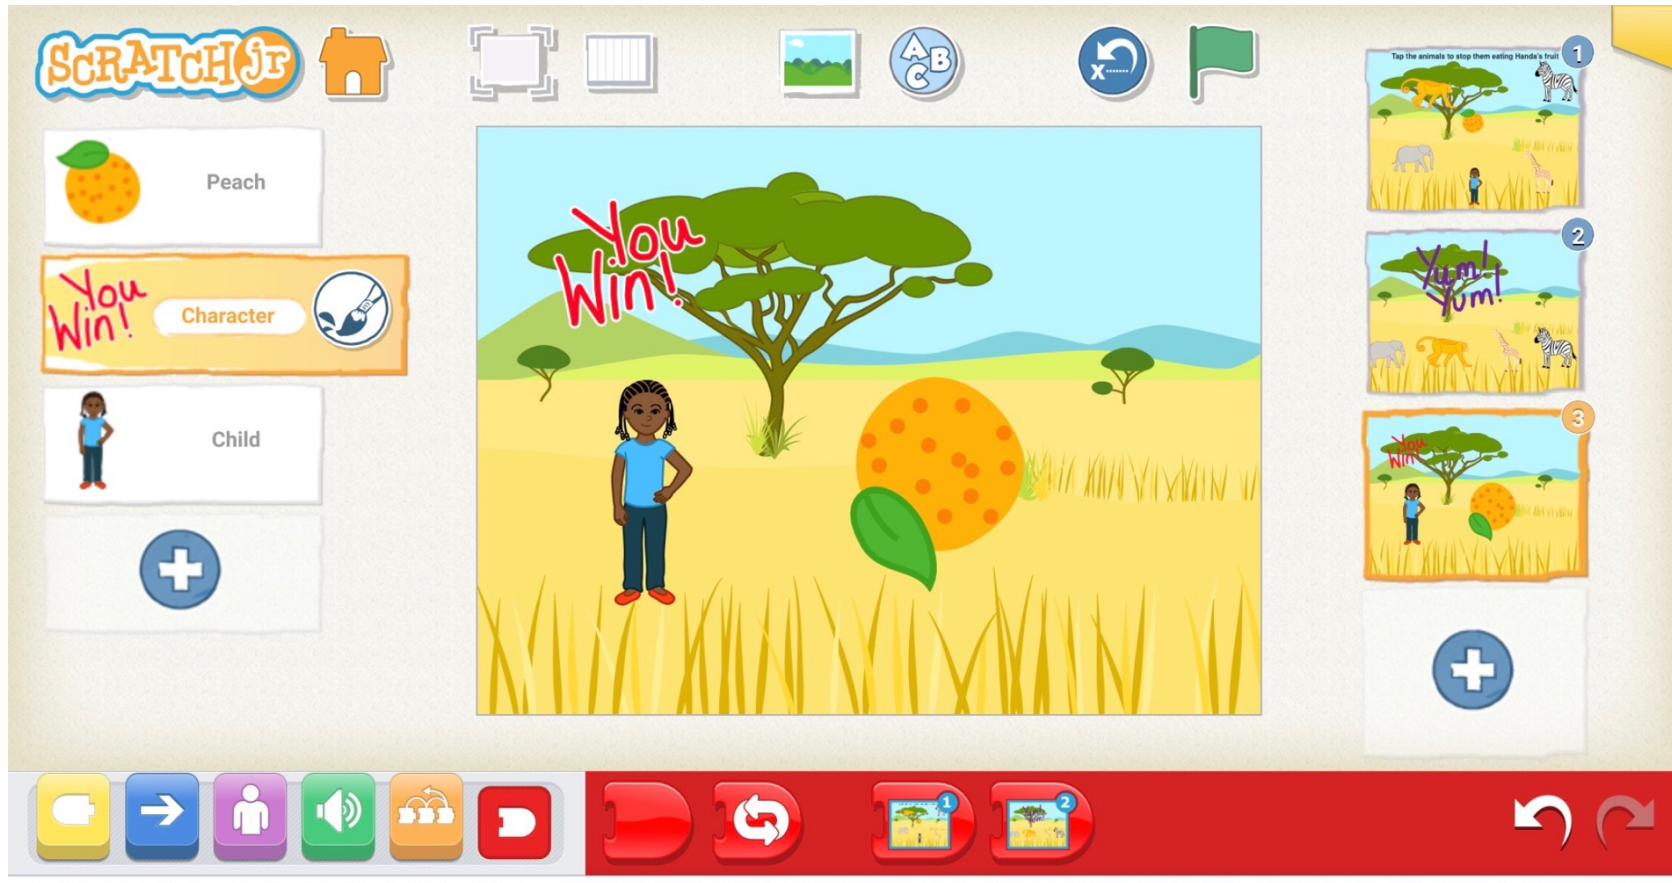 SCRATCHJr
ABC
X......
Peach
You
Win!
Character
Child
You
Win!
1
Tap the animals to stop them eating Handa's fruit
2
Yum!
Yum!
3
You
Win!
1
2